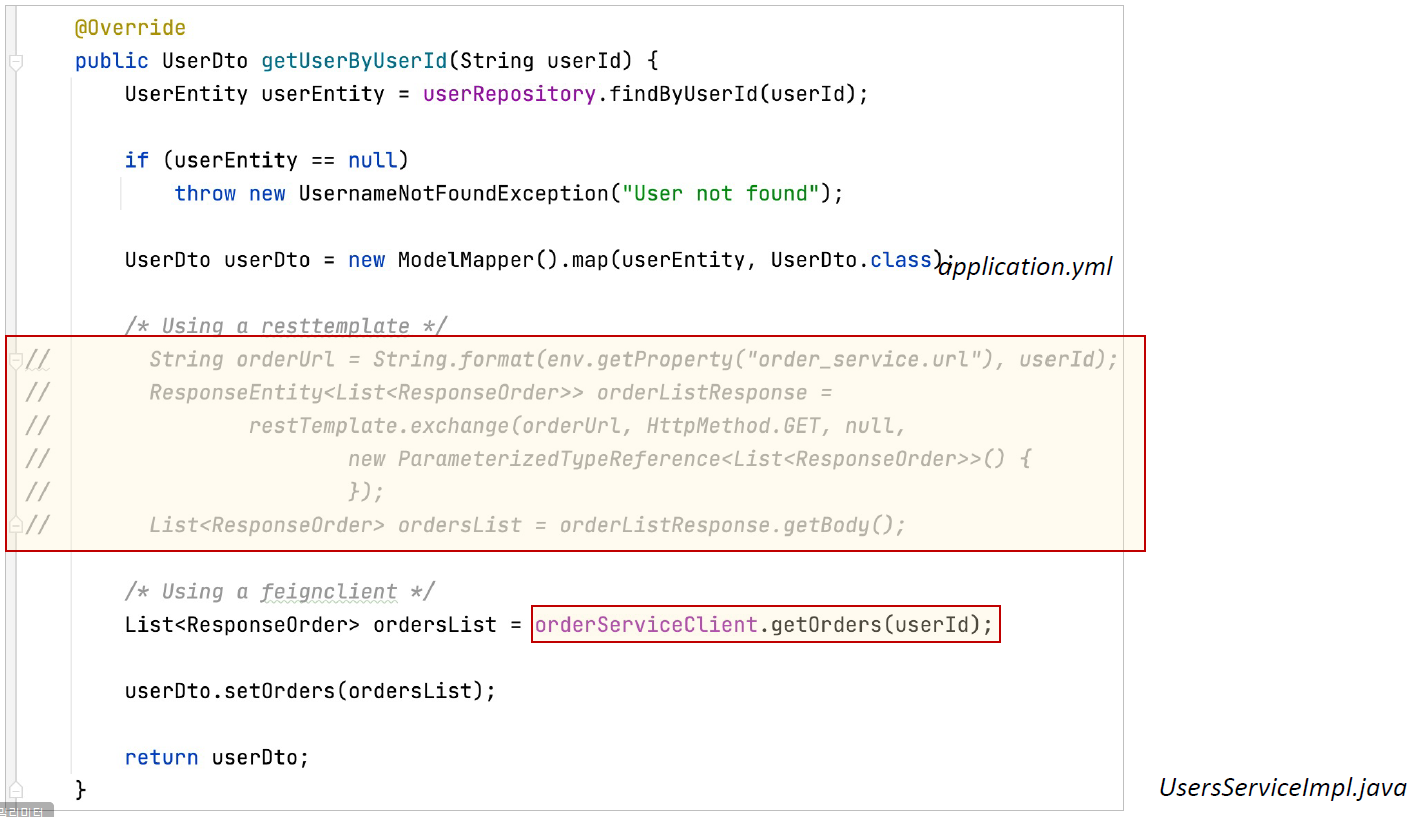 @Override
public UserDto getUserByUserId(String userId) {
UserEntity userEntity = userRepository.findByUserId(userId);
if (userEntity == null)
throw new UsernameNotFoundException("User not found");
UserDto userDto = new ModelMapper().map(userEntity, UserDto.class);
application.yml
/* Using a resttemplate */
// String orderUrl = String.format(env.getProperty("order_service.url"), userId);
// ResponseEntity<List<ResponseOrder>> orderListResponse =
// restTemplate.exchange(orderUrl, HttpMethod.GET, null,
// new ParameterizedTypeReference<List<ResponseOrder>>() {
// });
// List<ResponseOrder> ordersList = orderListResponse.getBody();
/* Using a feignclient */
List<ResponseOrder> ordersList = orderServiceClient.getOrders(userId);
userDto.setOrders(ordersList);
return userDto;
}
UsersServiceImpl.java